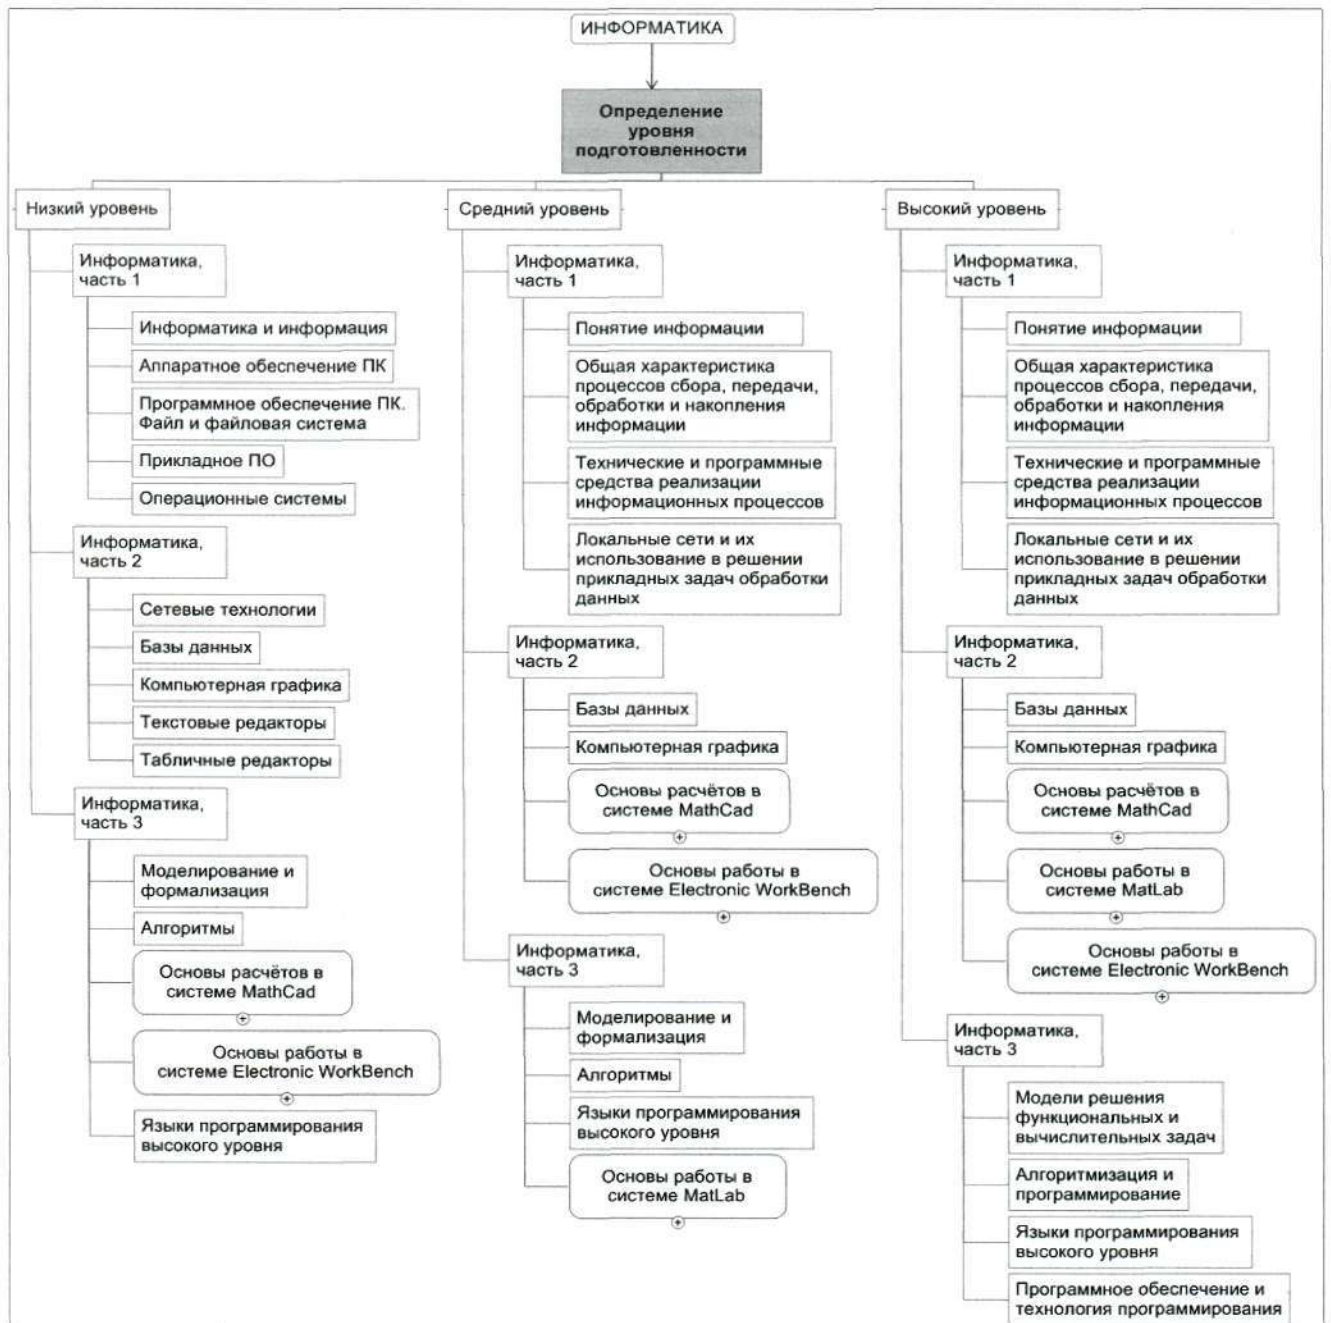 ИНФОРМАТИКА
Определение
уровня
подготовленности
Низкий уровень
Информатика,
часть 1
Информатика и информация
Аппаратное обеспечение ПК
Программное обеспечение ПК.
Файл и файловая система
Прикладное ПО
Операционные системы
Информатика,
часть 2
Сетевые технологии
Базы данных
Компьютерная графика
Текстовые редакторы
Табличные редакторы
Информатика,
часть 3
Моделирование и
формализация
Алгоритмы
Основы расчётов в
системе MathCad
Основы работы в
системе Electronic WorkBench
Языки программирования
высокого уровня
Средний уровень
Информатика,
часть 1
Понятие информации
Общая характеристика
процессов сбора, передачи,
обработки и накопления
информации
Технические и программные
средства реализации
информационных процессов
Локальные сети и их
использование в решении
прикладных задач обработки
данных
Информатика,
часть 2
Базы данных
Компьютерная графика
Основы расчётов в
системе MathCad
Основы работы в
системе Electronic WorkBench
Информатика,
часть 3
Моделирование и
формализация
Алгоритмы
Языки программирования
высокого уровня
Основы работы в
системе MatLab
Высокий уровень
Информатика,
часть 1
Понятие информации
Общая характеристика
процессов сбора, передачи,
обработки и накопления
информации
Технические и программные
средства реализации
информационных процессов
Локальные сети и их
использование в решении
прикладных задач обработки
данных
Информатика,
часть 2
Базы данных
Компьютерная графика
Основы расчётов в
системе MathCad
Основы работы в
системе MatLab
Основы работы в
системе Electronic WorkBench
Информатика,
часть 3
Модели решения
функциональных и
вычислительных задач
Алгоритмизация и
программирование
Языки программирования
высокого уровня
Программное обеспечение и
технология программирования